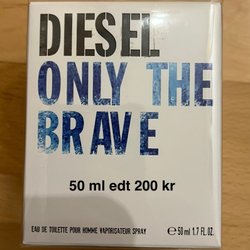 DIESEL
ONLY THE
BRAVE
50 ml edt 200 kr
EAU DE TOILETTE POUR HOMME VAPORISATEUR SPRAY ℮ 50 ml 1.7 FL. OZ.